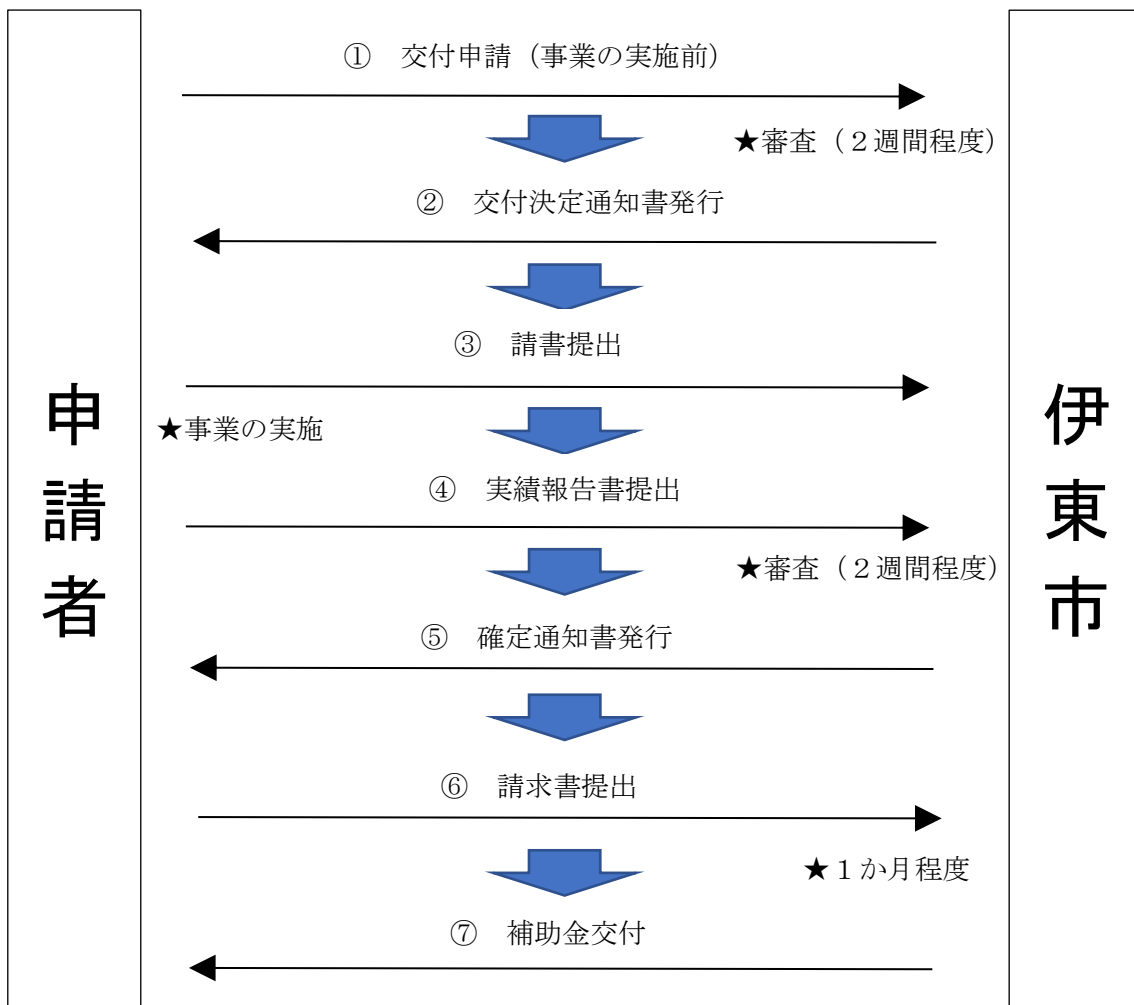 申請者
伊東市
① 交付申請（事業の実施前）
★審査（２週間程度）
② 交付決定通知書発行
③ 請書提出
★事業の実施
④ 実績報告書提出
★審査（２週間程度）
⑤ 確定通知書発行
⑥ 請求書提出
★１か月程度
⑦ 補助金交付